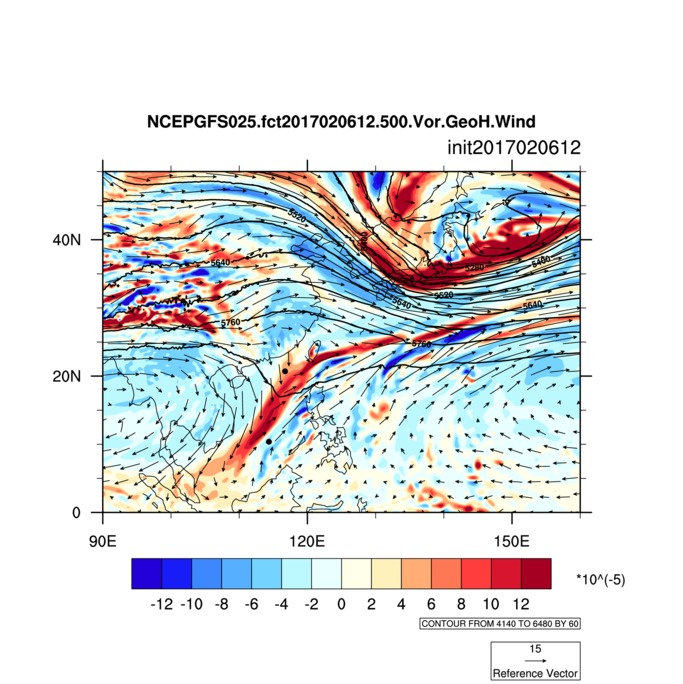 NCEPGFS025.fct2017020612.500.Vor.GeoH.Wind
init2017020612
5520
5640
5760
5280
5400
5520
5640
5640
5760
40N
20N
0
90E 120E 150E
-12 -10 -8 -6 -4 -2 0 2 4 6 8 10 12
*10^(-5)
CONTOUR FROM 4140 TO 6480 BY 60
15
Reference Vector